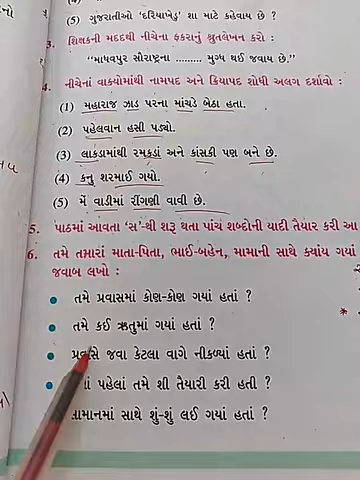 (5) ગુજરાતીઓ ‘દરિયાખેડુ’ શા માટે કહેવાય છે ?
3. શિક્ષકની મદદથી નીચેના ફકરાનું શ્રુતલેખન કરો :
“માધવપુર સૌરાષ્ટ્રના ......... મુગ્ધ થઈ જવાય છે.”
4. નીચેનાં વાક્યોમાંથી નામપદ અને ક્રિયાપદ શોધી અલગ દર્શાવો :
(1) મહારાજ ઝાડ પરના માંચડે બેઠા હતા.
(2) પહેલવાન હસી પડ્યો.
(3) લાકડામાંથી રમકડાં અને કાંસકી પણ બને છે.
(4) કનુ શરમાઈ ગયો.
(5) મેં વાડીમાં રીંગણી વાવી છે.
5. પાઠમાં આવતા ‘સ’-થી શરૂ થતા પાંચ શબ્દોની યાદી તૈયાર કરી આ
6. તમે તમારાં માતા-પિતા, ભાઈ-બહેન, મામાની સાથે ક્યાંય ગયાં
જવાબ લખો :
• તમે પ્રવાસમાં કોણ-કોણ ગયાં હતાં ?
• તમે કઈ ઋતુમાં ગયાં હતાં ?
• પ્રવાસે જવા કેટલા વાગે નીકળ્યાં હતાં ?
પહેલાં તમે શી તૈયારી કરી હતી ?
સાથે શું-શું લઈ ગયાં હતાં ?